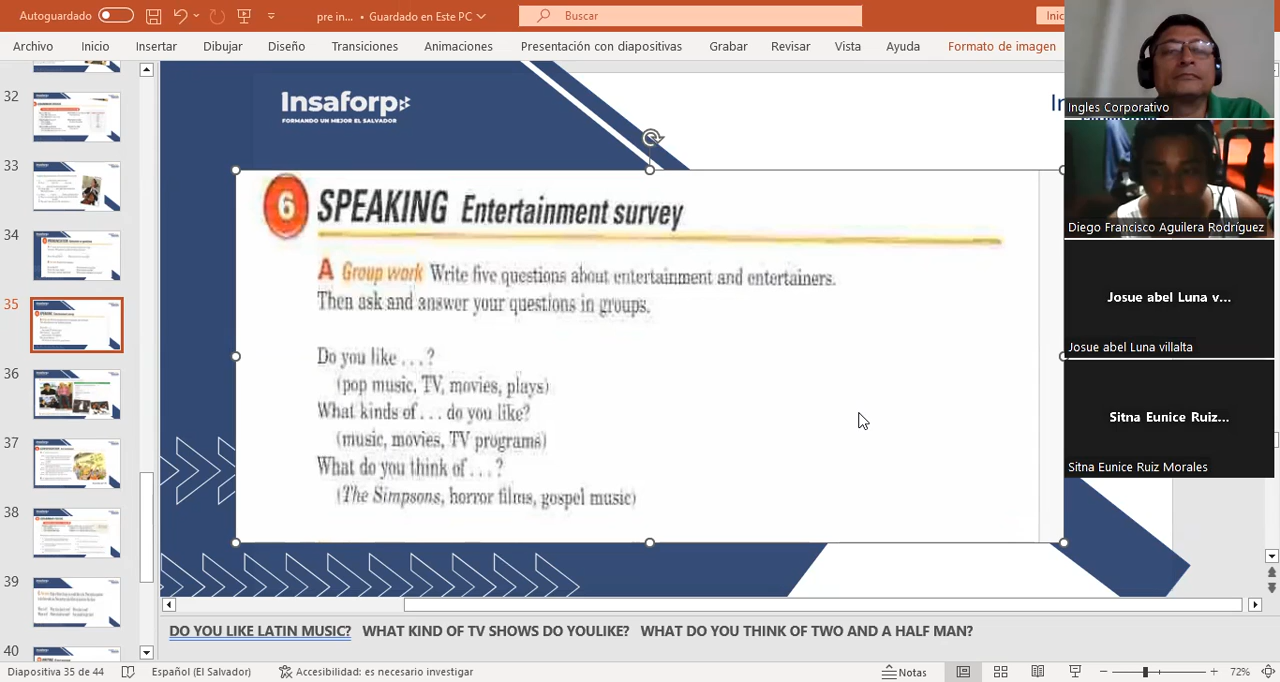 Autoguardado
pre in... • Guardado en Este PC
Buscar
Inic
Archivo Inicio Insertar Dibujar Diseño Transiciones Animaciones Presentación con diapositivas Grabar Revisar Vista Ayuda Formato de imagen
32
33
34
35
36
37
38
39
40
Insaforp
FORMANDO UN MEJOR EL SALVADOR
6 SPEAKING Entertainment survey
A Group work Write five questions about entertainment and entertainers.
Then ask and answer your questions in groups.
Do you like . . . ?
(pop music, TV, movies, plays)
What kinds of . . . do you like?
(music, movies, TV programs)
What do you think of . . . . ?
(The Simpsons, horror films, gospel music)
Ingles Corporativo
Diego Francisco Aguilera Rodríguez
Josue abel Luna v...
Josue abel Luna villalta
Sitna Eunice Ruiz...
Sitna Eunice Ruiz Morales
DO YOU LIKE LATIN MUSIC? WHAT KIND OF TV SHOWS DO YOULIKE? WHAT DO YOU THINK OF TWO AND A HALF MAN?
Diapositiva 35 de 44 Español (El Salvador) Accesibilidad: es necesario investigar Notas 72%